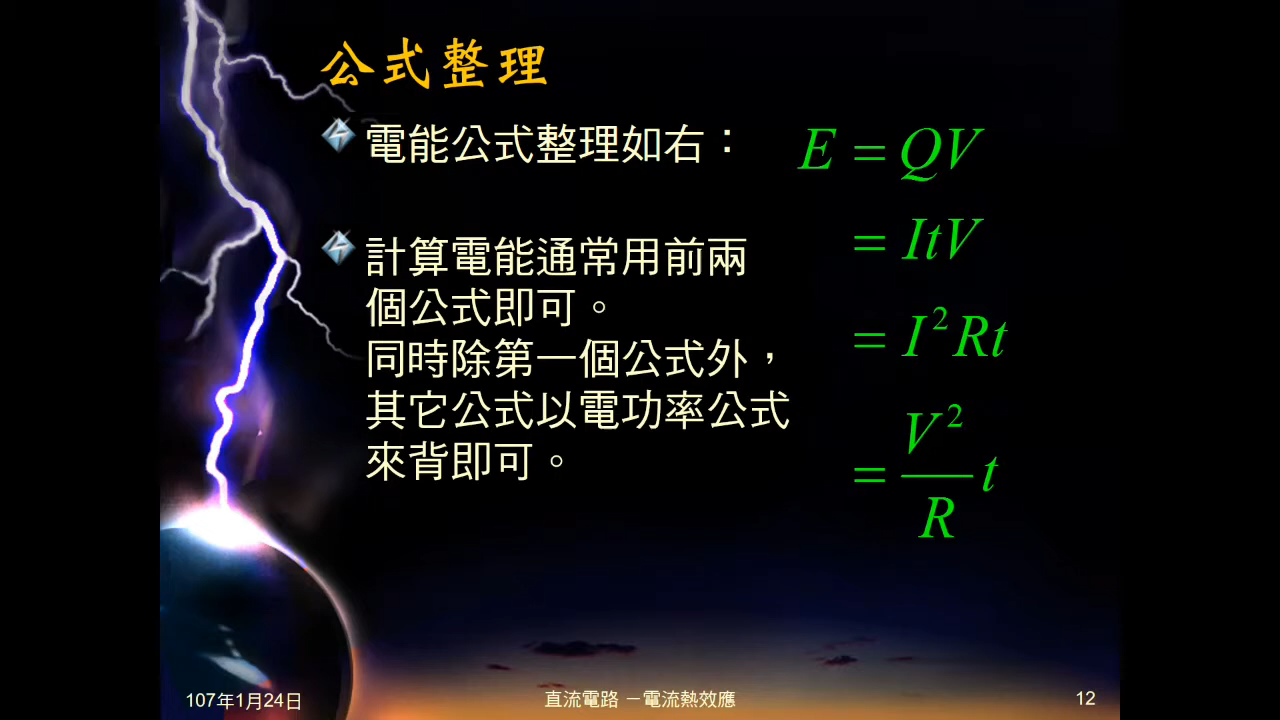 公式整理
電能公式整理如右：
計算電能通常用前兩
個公式即可。
同時除第一個公式外，
其它公式以電功率公式
來背即可。
E = QV
= ItV
= I²Rt
= V²/R t
107年1月24日
直流電路 －電流熱效應
12